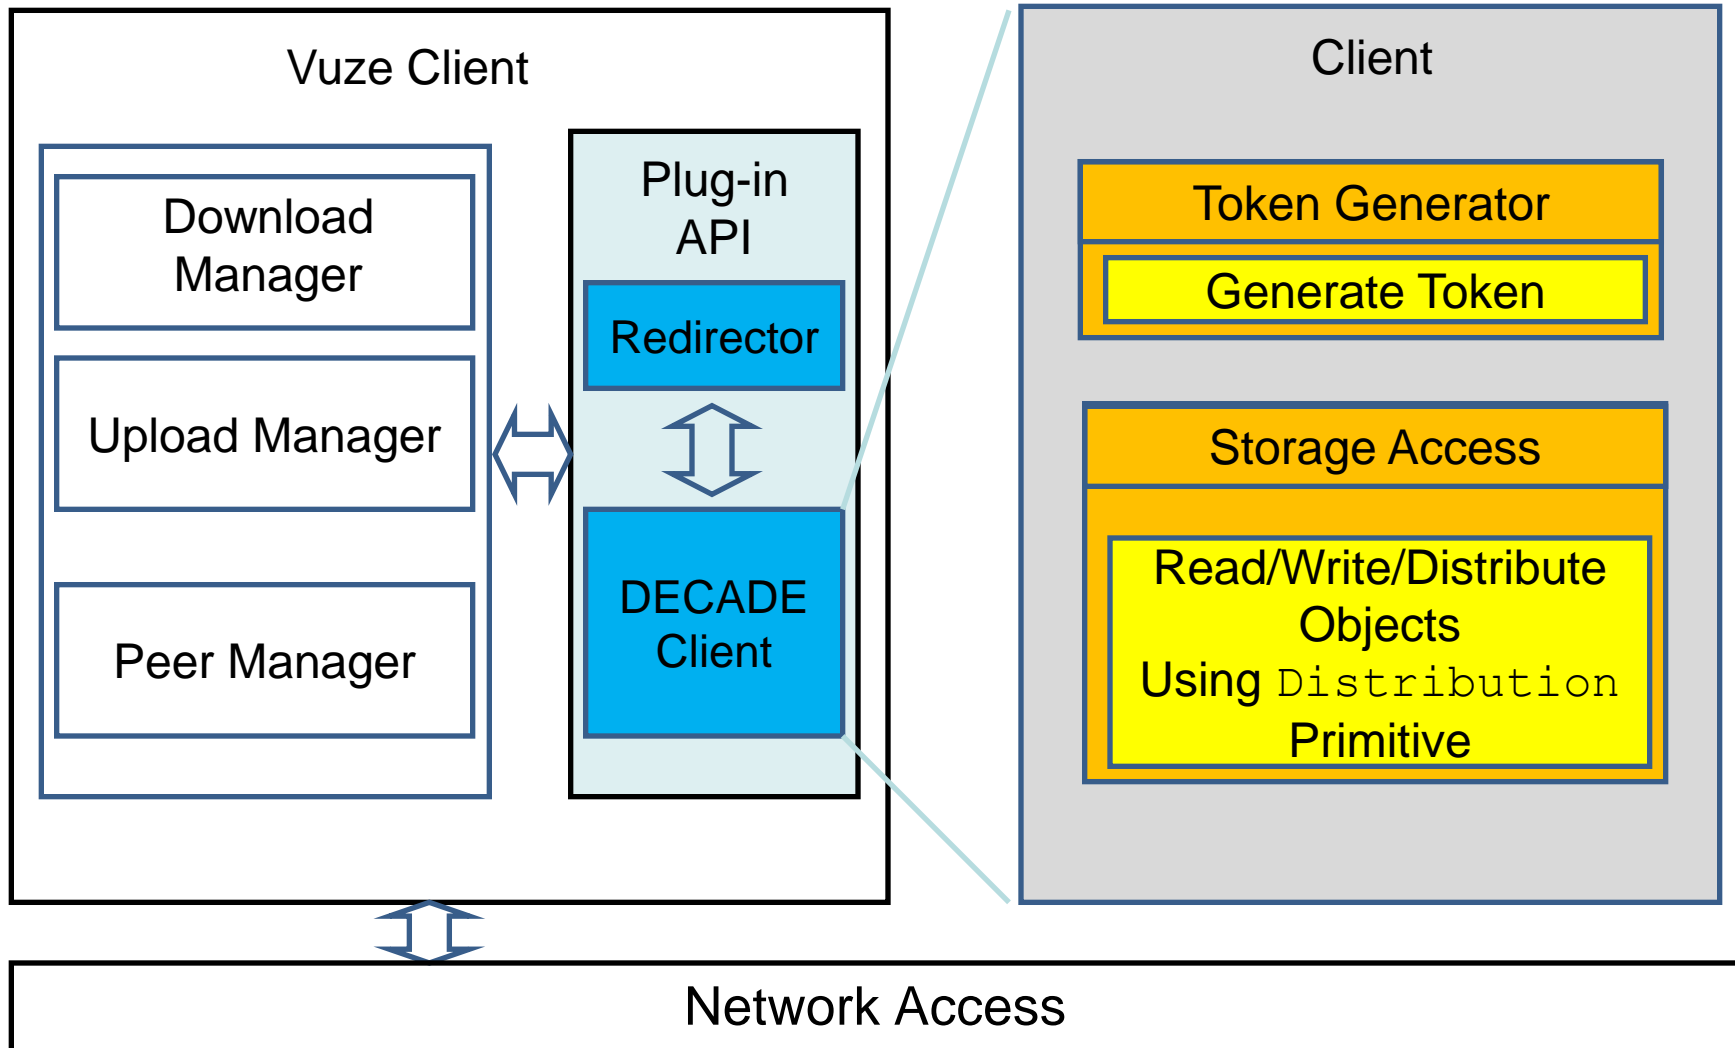 Vuze Client
Download
Manager
Upload Manager
Peer Manager
Plug-in
API
Redirector
DECADE
Client
Client
Token Generator
Generate Token
Storage Access
Read/Write/Distribute
Objects
Using Distribution
Primitive
Network Access